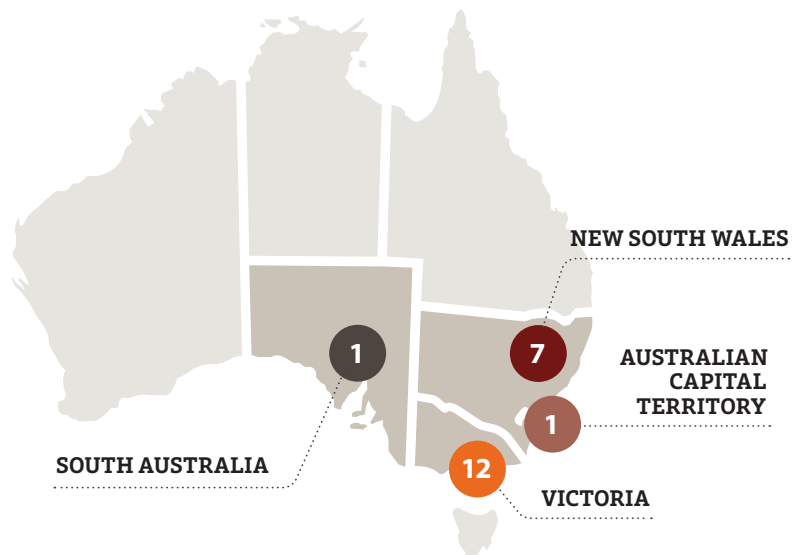 NEW SOUTH WALES
1
7
AUSTRALIAN
CAPITAL
TERRITORY
1
SOUTH AUSTRALIA
12
VICTORIA